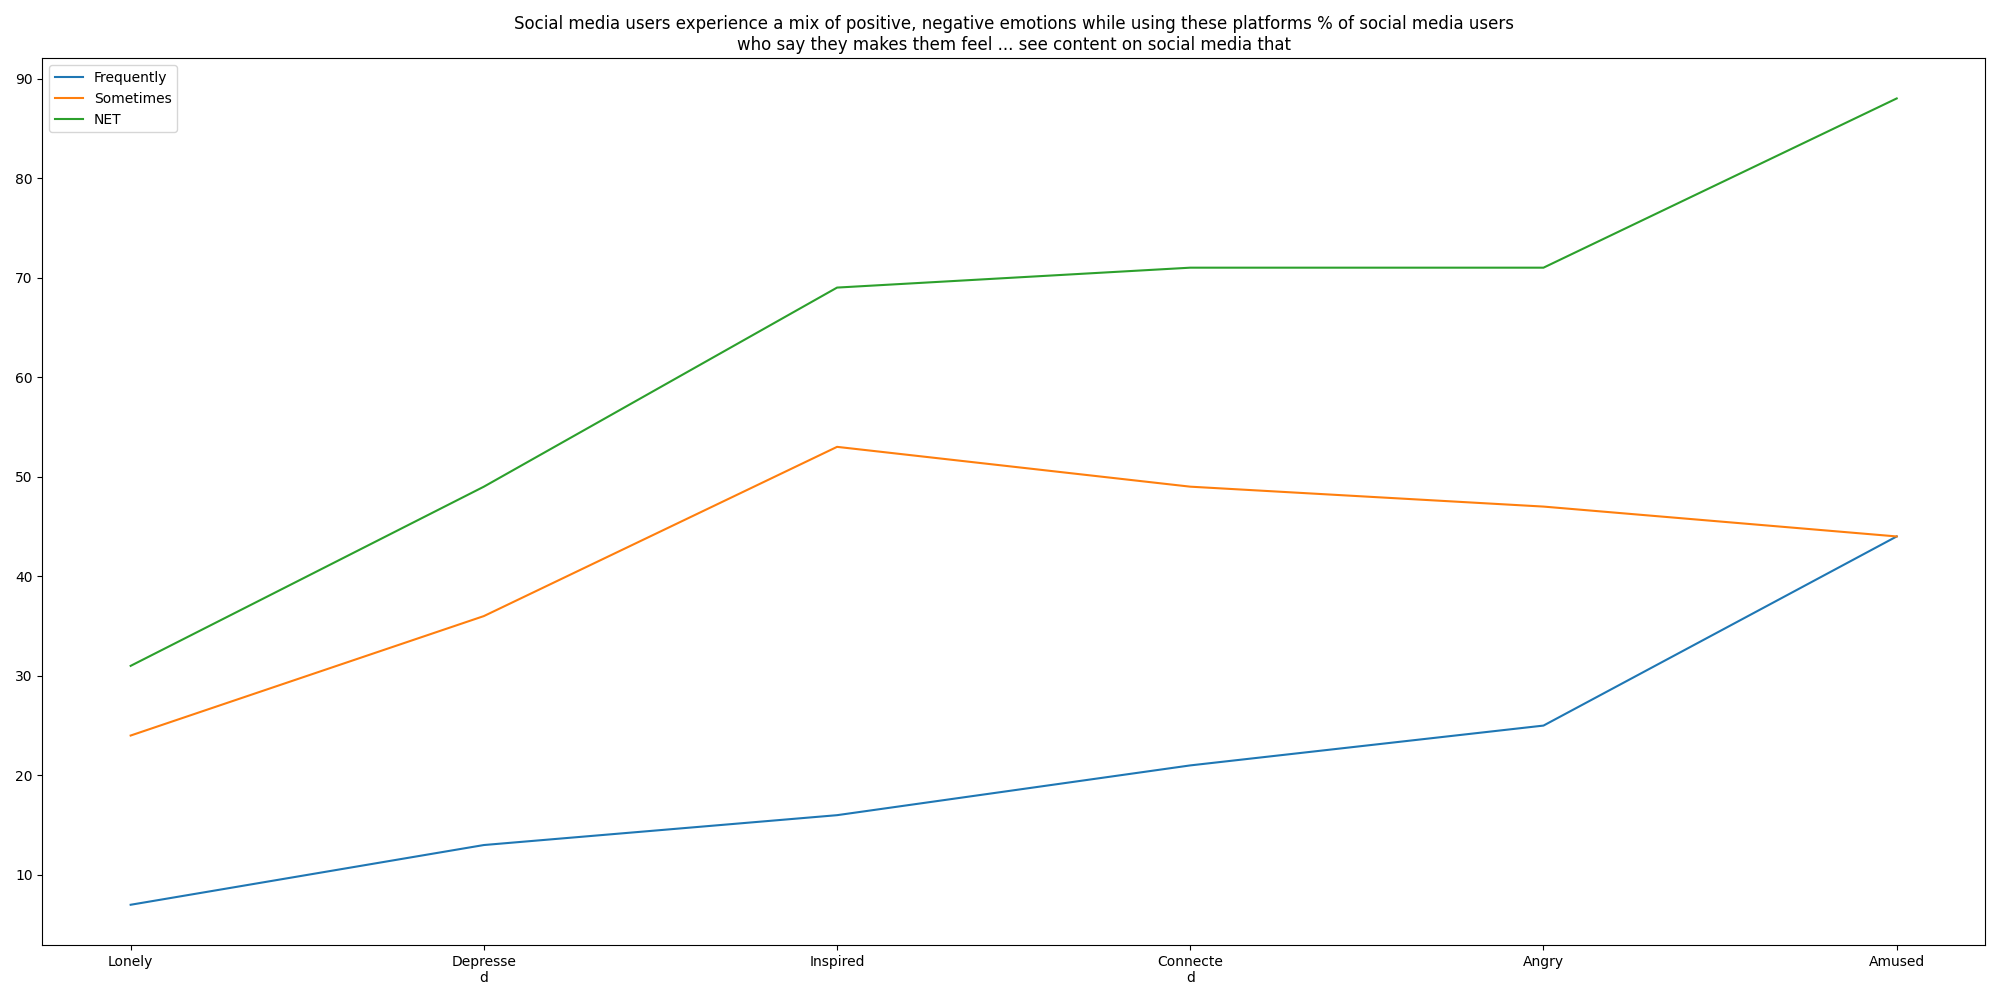 Social media users experience a mix of positive, negative emotions while using these platforms % of social media users
who say they makes them feel ... see content on social media that
Frequently
Sometimes
NET
90
80
70
60
50
40
30
20
10
Lonely
Depresse
d
Inspired
Connecte
d
Angry
Amused